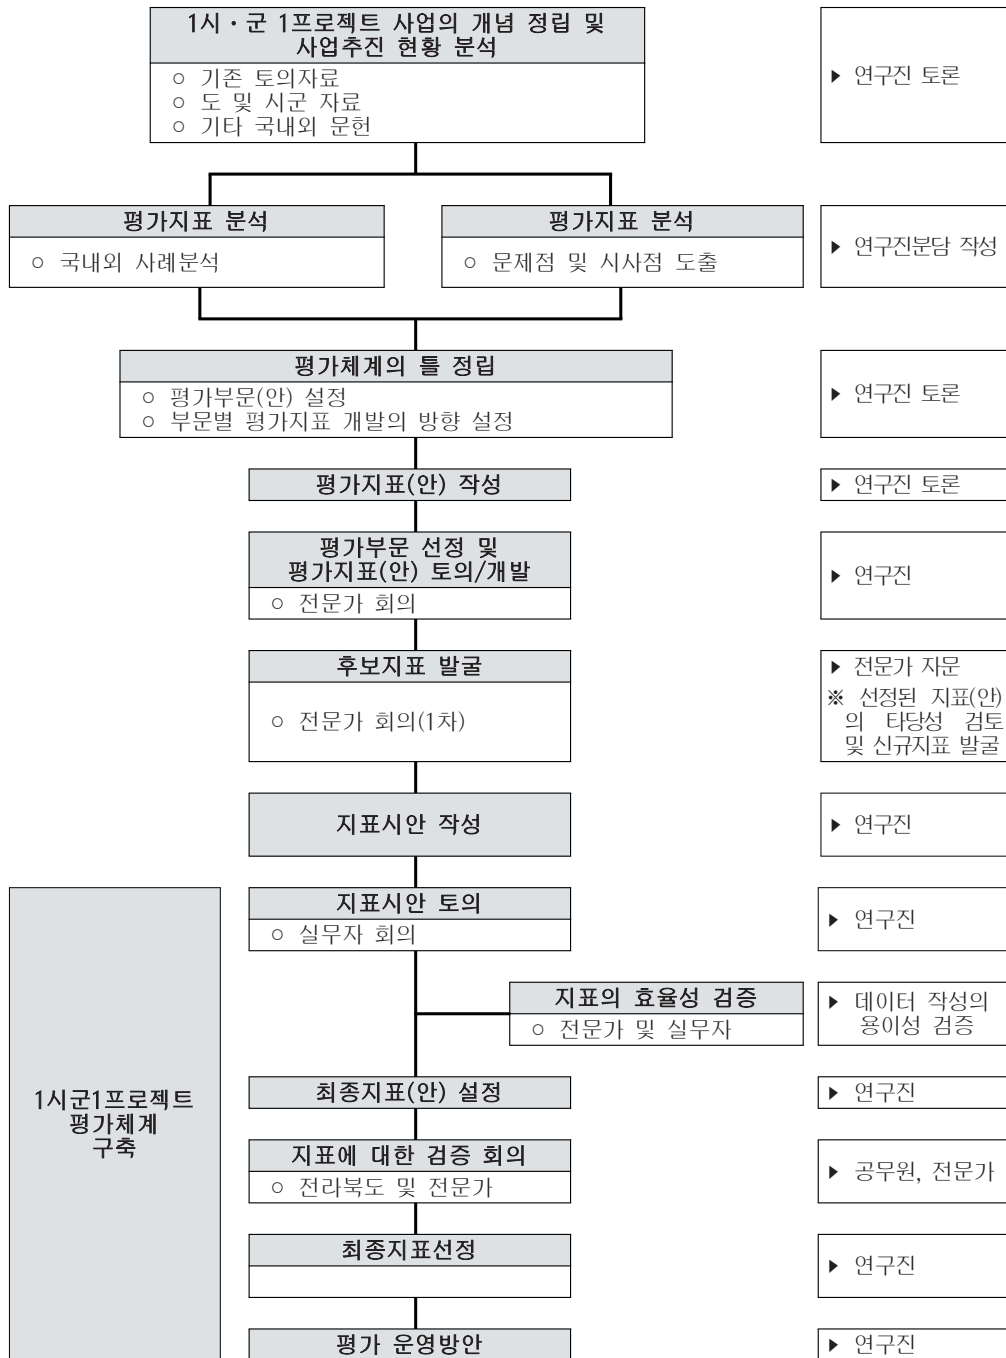 1시・군 1프로젝트 사업의 개념 정립 및
사업추진 현황 분석
○ 기존 토의자료
○ 도 및 시군 자료
○ 기타 국내외 문헌
▶ 연구진 토론
평가지표 분석
○ 국내외 사례분석
평가지표 분석
○ 문제점 및 시사점 도출
▶ 연구진분담 작성
평가체계의 틀 정립
○ 평가부문(안) 설정
○ 부문별 평가지표 개발의 방향 설정
▶ 연구진 토론
평가지표(안) 작성
▶ 연구진 토론
평가부문 선정 및
평가지표(안) 토의/개발
○ 전문가 회의
▶ 연구진
후보지표 발굴
○ 전문가 회의(1차)
▶ 전문가 자문
※ 선정된 지표(안)
의 타당성 검토
및 신규지표 발굴
지표시안 작성
▶ 연구진
지표시안 토의
○ 실무자 회의
▶ 연구진
지표의 효율성 검증
○ 전문가 및 실무자
▶ 데이터 작성의
용이성 검증
1시군1프로젝트
평가체계
구축
최종지표(안) 설정
▶ 연구진
지표에 대한 검증 회의
○ 전라북도 및 전문가
▶ 공무원, 전문가
최종지표선정
▶ 연구진
평가 운영방안
▶ 연구진